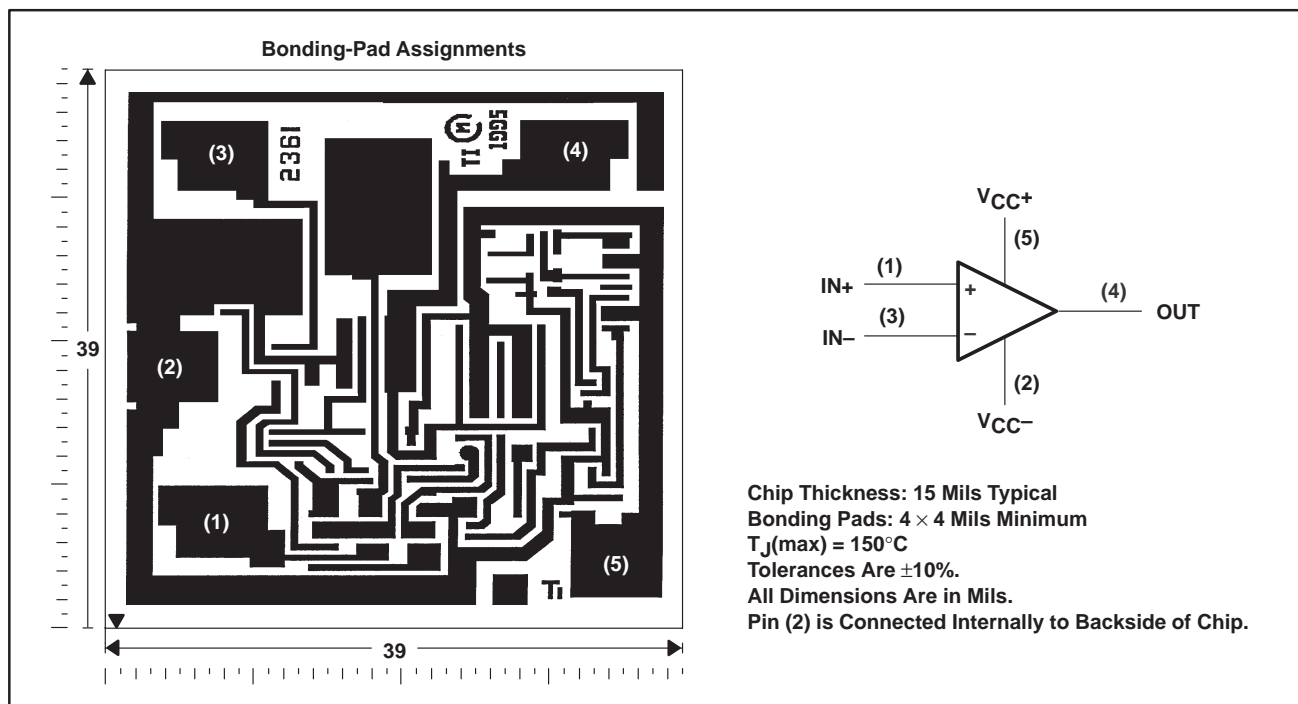 Bonding-Pad Assignments
(3)
2361
TI
M
(4)
39
(2)
(1)
(5)
TI
39
VCC+
(5)
(1)
IN+
+
(4)
OUT
(3)
IN−
−
(2)
VCC−
Chip Thickness: 15 Mils Typical
Bonding Pads: 4 × 4 Mils Minimum
TJ(max) = 150°C
Tolerances Are ±10%.
All Dimensions Are in Mils.
Pin (2) is Connected Internally to Backside of Chip.